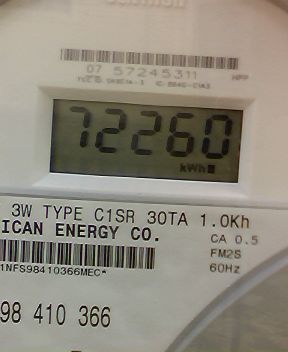 07 57245311
72260
kWh
3W TYPE C1SR 30TA 1.0Kh
ICAN ENERGY CO.
CA 0.5
FM2S
60Hz
1NFS98410366MEC*
98 410 366